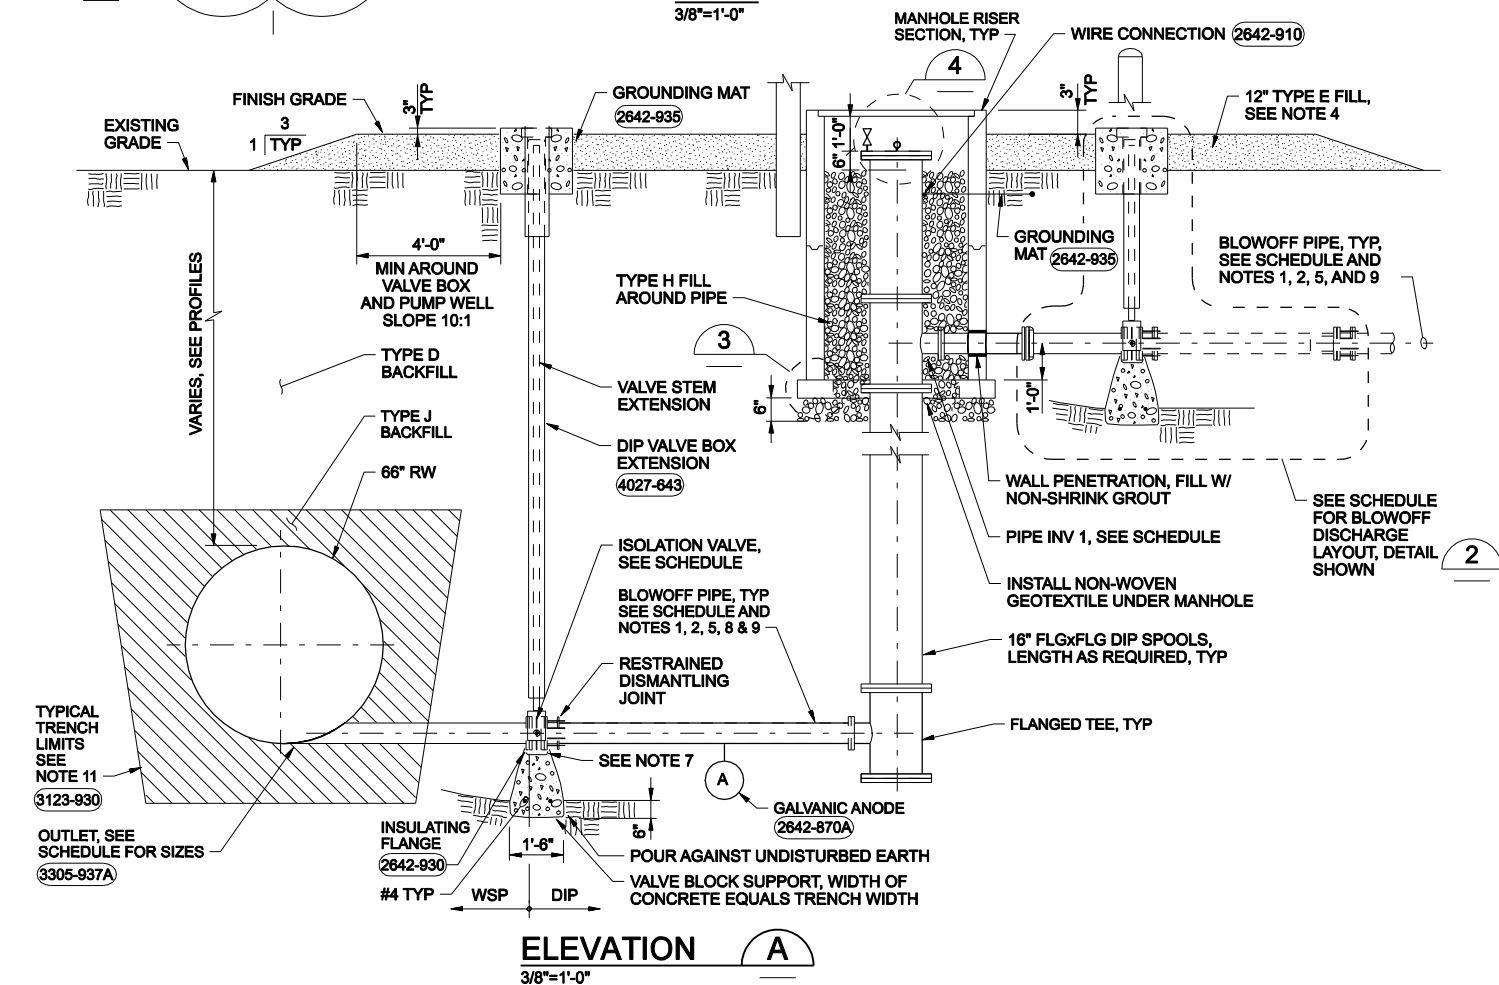 3/8"=1'-0"
MANHOLE RISER
SECTION, TYP
WIRE CONNECTION 2642-910
4
FINISH GRADE
3"
TYP
GROUNDING MAT
2642-935
3"
TYP
12" TYPE E FILL,
SEE NOTE 4
EXISTING
GRADE
3
1 TYP
1'-0"
6"
4'-0"
MIN AROUND
VALVE BOX
AND PUMP WELL
SLOPE 10:1
VARIES, SEE PROFILES
GROUNDING
MAT 2642-935
BLOWOFF PIPE, TYP,
SEE SCHEDULE AND
NOTES 1, 2, 5, AND 9
TYPE H FILL
AROUND PIPE
3
TYPE D
BACKFILL
TYPE J
BACKFILL
VALVE STEM
EXTENSION
6"
1'-0"
66" RW
DIP VALVE BOX
EXTENSION
4027-643
WALL PENETRATION, FILL W/
NON-SHRINK GROUT
SEE SCHEDULE
FOR BLOWOFF
DISCHARGE
LAYOUT, DETAIL
SHOWN
2
PIPE INV 1, SEE SCHEDULE
ISOLATION VALVE,
SEE SCHEDULE
BLOWOFF PIPE, TYP
SEE SCHEDULE AND
NOTES 1, 2, 5, 8 & 9
INSTALL NON-WOVEN
GEOTEXTILE UNDER MANHOLE
16" FLGxFLG DIP SPOOLS,
LENGTH AS REQUIRED, TYP
RESTRAINED
DISMANTLING
JOINT
TYPICAL
TRENCH
LIMITS
SEE
NOTE 11
3123-930
FLANGED TEE, TYP
SEE NOTE 7
A
GALVANIC ANODE
2642-870A
OUTLET, SEE
SCHEDULE FOR SIZES
3305-937A
INSULATING
FLANGE
2642-930
#4 TYP
1'-6"
6"
POUR AGAINST UNDISTURBED EARTH
VALVE BLOCK SUPPORT, WIDTH OF
CONCRETE EQUALS TRENCH WIDTH
WSP DIP
ELEVATION A
3/8"=1'-0"